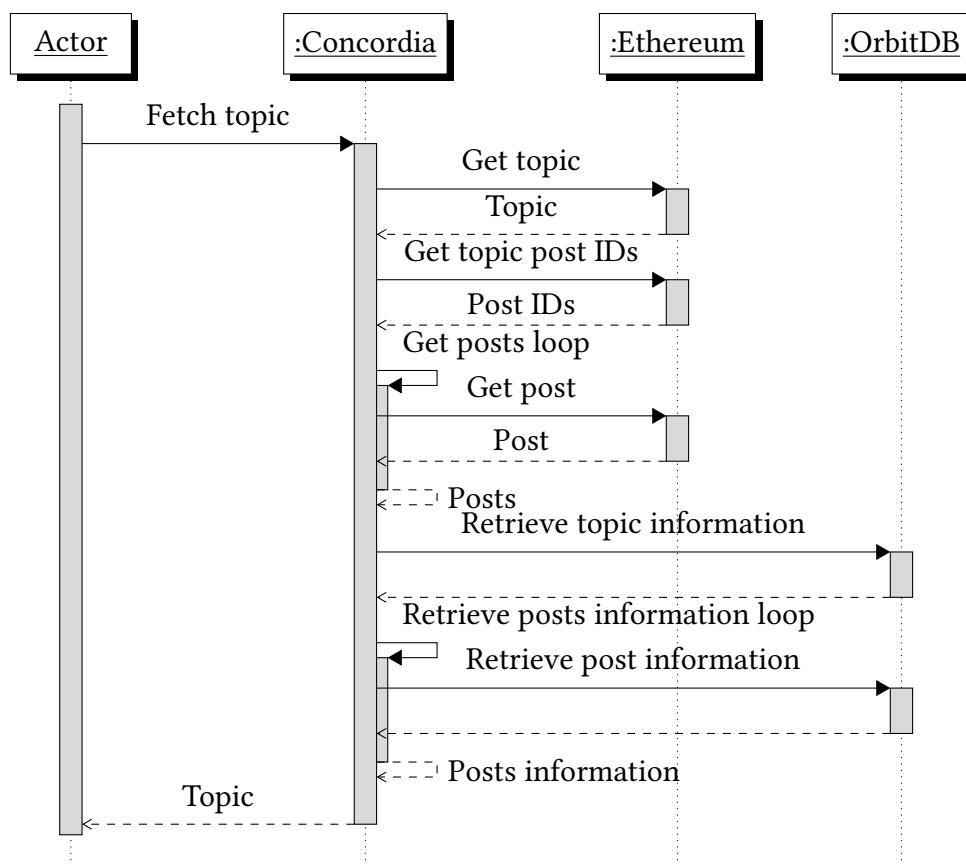 Actor
:Concordia
:Ethereum
:OrbitDB
Fetch topic
Get topic
Topic
Get topic post IDs
Post IDs
Get posts loop
Get post
Post
Posts
Retrieve topic information
Retrieve posts information loop
Retrieve post information
Posts information
Topic